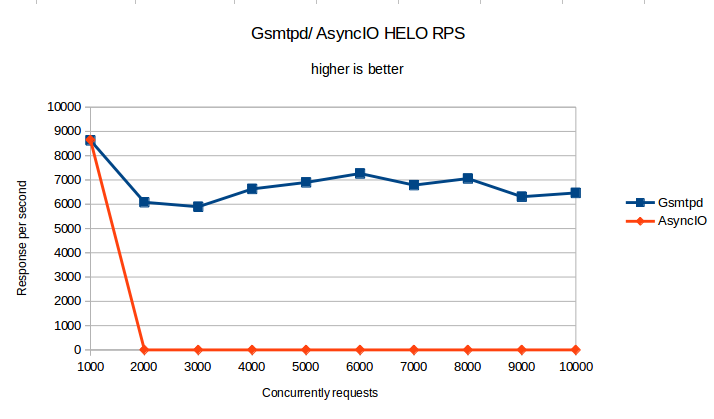 Gsmtpd/ AsyncIO HELO RPS
higher is better
10000
9000
8000
7000
6000
5000
4000
3000
2000
1000
0
Response per second
1000 2000 3000 4000 5000 6000 7000 8000 9000 10000
Concurrently requests
Gsmtpd
AsyncIO